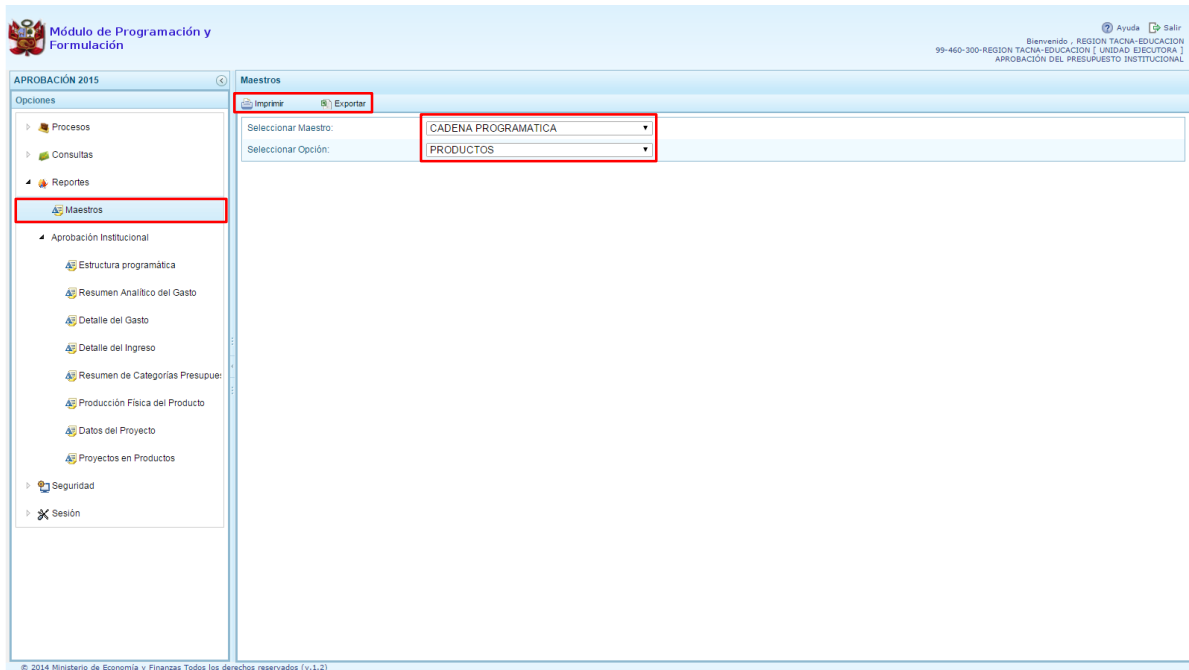 Módulo de Programación y
Formulación
Ayuda Salir
Bienvenido , REGION TACNA-EDUCACION
99-460-300-REGION TACNA-EDUCACION [ UNIDAD EJECUTORA ]
APROBACIÓN DEL PRESUPUESTO INSTITUCIONAL
APROBACIÓN 2015
Opciones
Procesos
Consultas
Reportes
Maestros
Aprobación Institucional
Estructura programática
Resumen Analítico del Gasto
Detalle del Gasto
Detalle del Ingreso
Resumen de Categorías Presupues
Producción Física del Producto
Datos del Proyecto
Proyectos en Productos
Seguridad
Sesión
Maestros
Imprimir Exportar
Seleccionar Maestro: CADENA PROGRAMATICA
Seleccionar Opción: PRODUCTOS
© 2014 Ministerio de Economía y Finanzas Todos los derechos reservados (v.1.2)